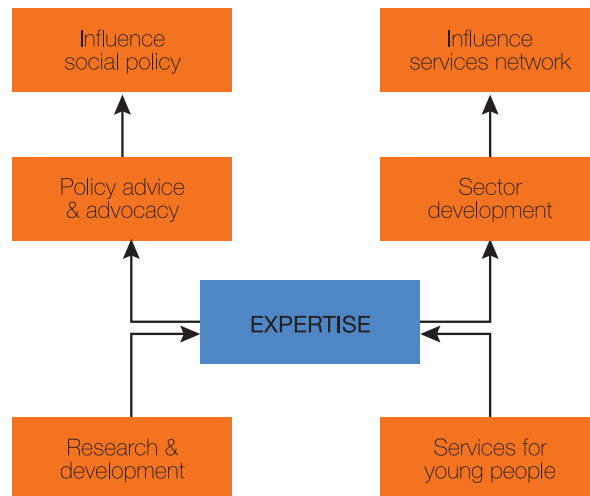 Influence
social policy
Influence
services network
Policy advice
& advocacy
Sector
development
EXPERTISE
Research &
development
Services for
young people